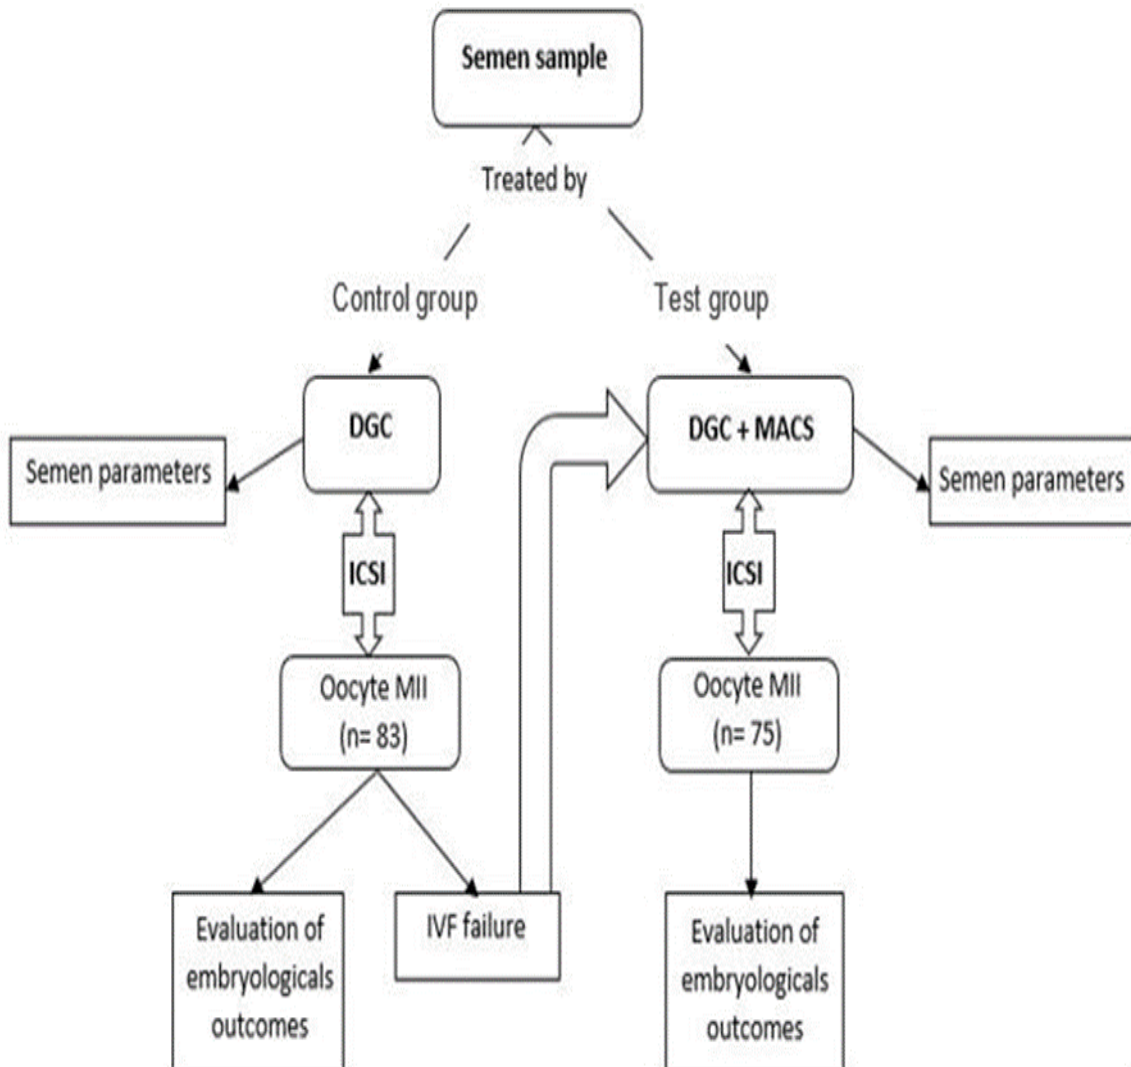 Semen sample
Treated by
Control group
Test group
DGC
DGC + MACS
Semen parameters
Semen parameters
ICSI
ICSI
Oocyte MII
(n= 83)
Oocyte MII
(n= 75)
Evaluation of
embryologicals
outcomes
IVF failure
Evaluation of
embryologicals
outcomes